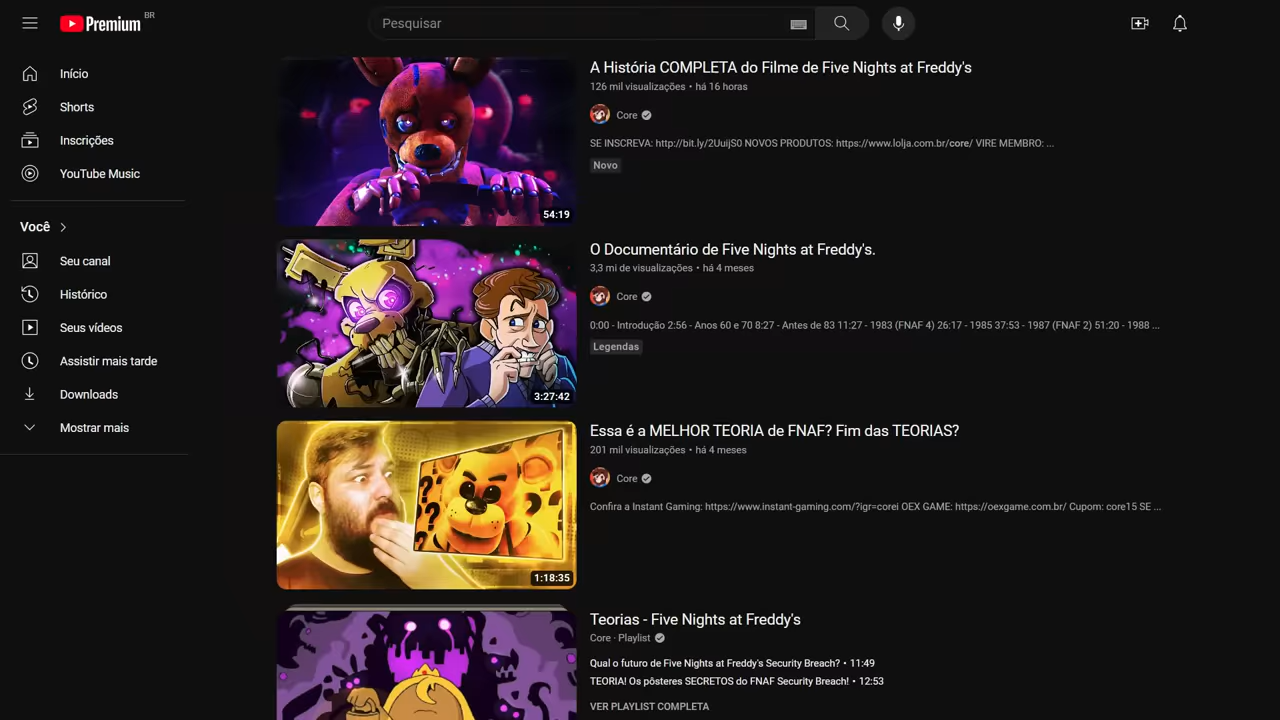 Premium BR
Pesquisar
Início
Shorts
Inscrições
YouTube Music
Você
Seu canal
Histórico
Seus vídeos
Assistir mais tarde
Downloads
Mostrar mais
54:19
A História COMPLETA do Filme de Five Nights at Freddy's
126 mil visualizações • há 16 horas
Core
SE INSCREVA: http://bit.ly/2UuijS0 NOVOS PRODUTOS: https://www.lolja.com.br/core/ VIRE MEMBRO: ...
Novo
3:27:42
O Documentário de Five Nights at Freddy's.
3,3 mi de visualizações • há 4 meses
Core
0:00 - Introdução 2:56 - Anos 60 e 70 8:27 - Antes de 83 11:27 - 1983 (FNAF 4) 26:17 - 1985 37:53 - 1987 (FNAF 2) 51:20 - 1988 ...
Legendas
??
??
1:18:35
Essa é a MELHOR TEORIA de FNAF? Fim das TEORIAS?
201 mil visualizações • há 4 meses
Core
Confira a Instant Gaming: https://www.instant-gaming.com/?igr=corei OEX GAME: https://oexgame.com.br/ Cupom: core15 SE ...
Teorias - Five Nights at Freddy's
Core · Playlist
Qual o futuro de Five Nights at Freddy's Security Breach? • 11:49
TEORIA! Os pôsteres SECRETOS do FNAF Security Breach! • 12:53
VER PLAYLIST COMPLETA